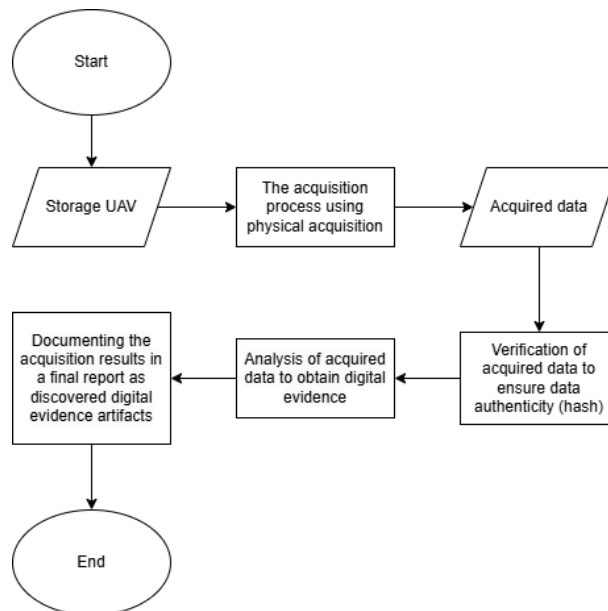 Start
Storage UAV
The acquisition
process using
physical acquisition
Acquired data
Verification of
acquired data to
ensure data
authenticity (hash)
Analysis of acquired
data to obtain digital
evidence
Documenting the
acquisition results in
a final report as
discovered digital
evidence artifacts
End